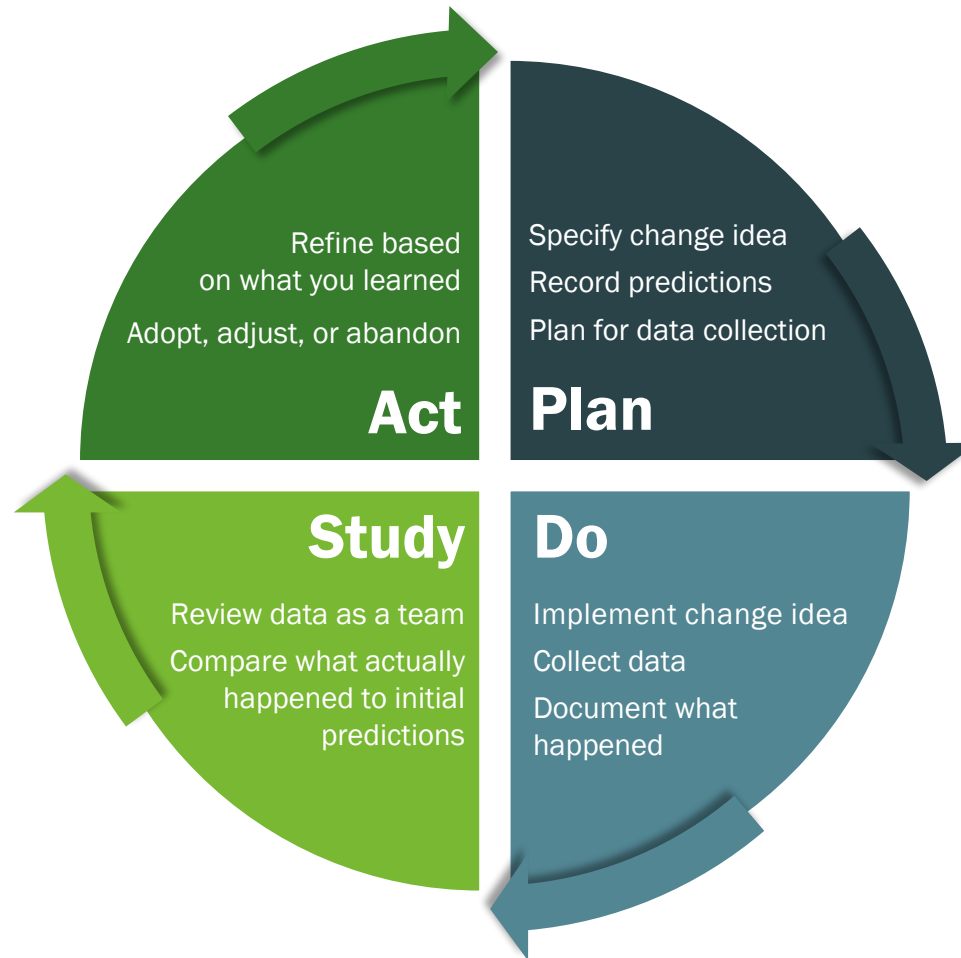 Refine based
on what you learned
Adopt, adjust, or abandon
Act
Specify change idea
Record predictions
Plan for data collection
Plan
Study
Review data as a team
Compare what actually
happened to initial
predictions
Do
Implement change idea
Collect data
Document what
happened